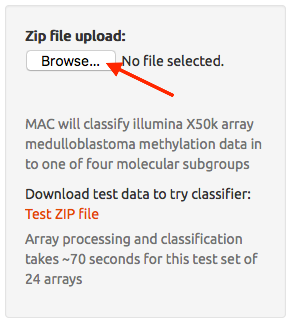 Zip file upload:
Browse... No file selected.
MAC will classify illumina X50k array
medulloblastoma methylation data in
to one of four molecular subgroups
Download test data to try classifier:
Test ZIP file
Array processing and classification
takes ~70 seconds for this test set of
24 arrays